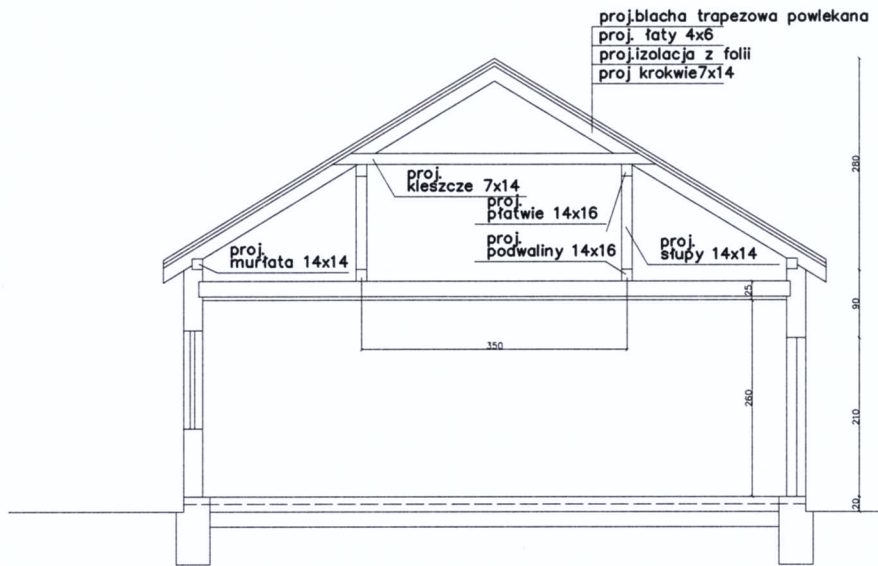 proj.blacha trapezowa powlekana
proj. łaty 4x6
proj.izolacja z folii
proj krokwie7x14
280
proj.
kleszcze 7x14
proj.
płatwie 14x16
proj.
murłata 14x14
proj.
podwaliny 14x16
proj.
słupy 14x14
25
90
350
260
210
20